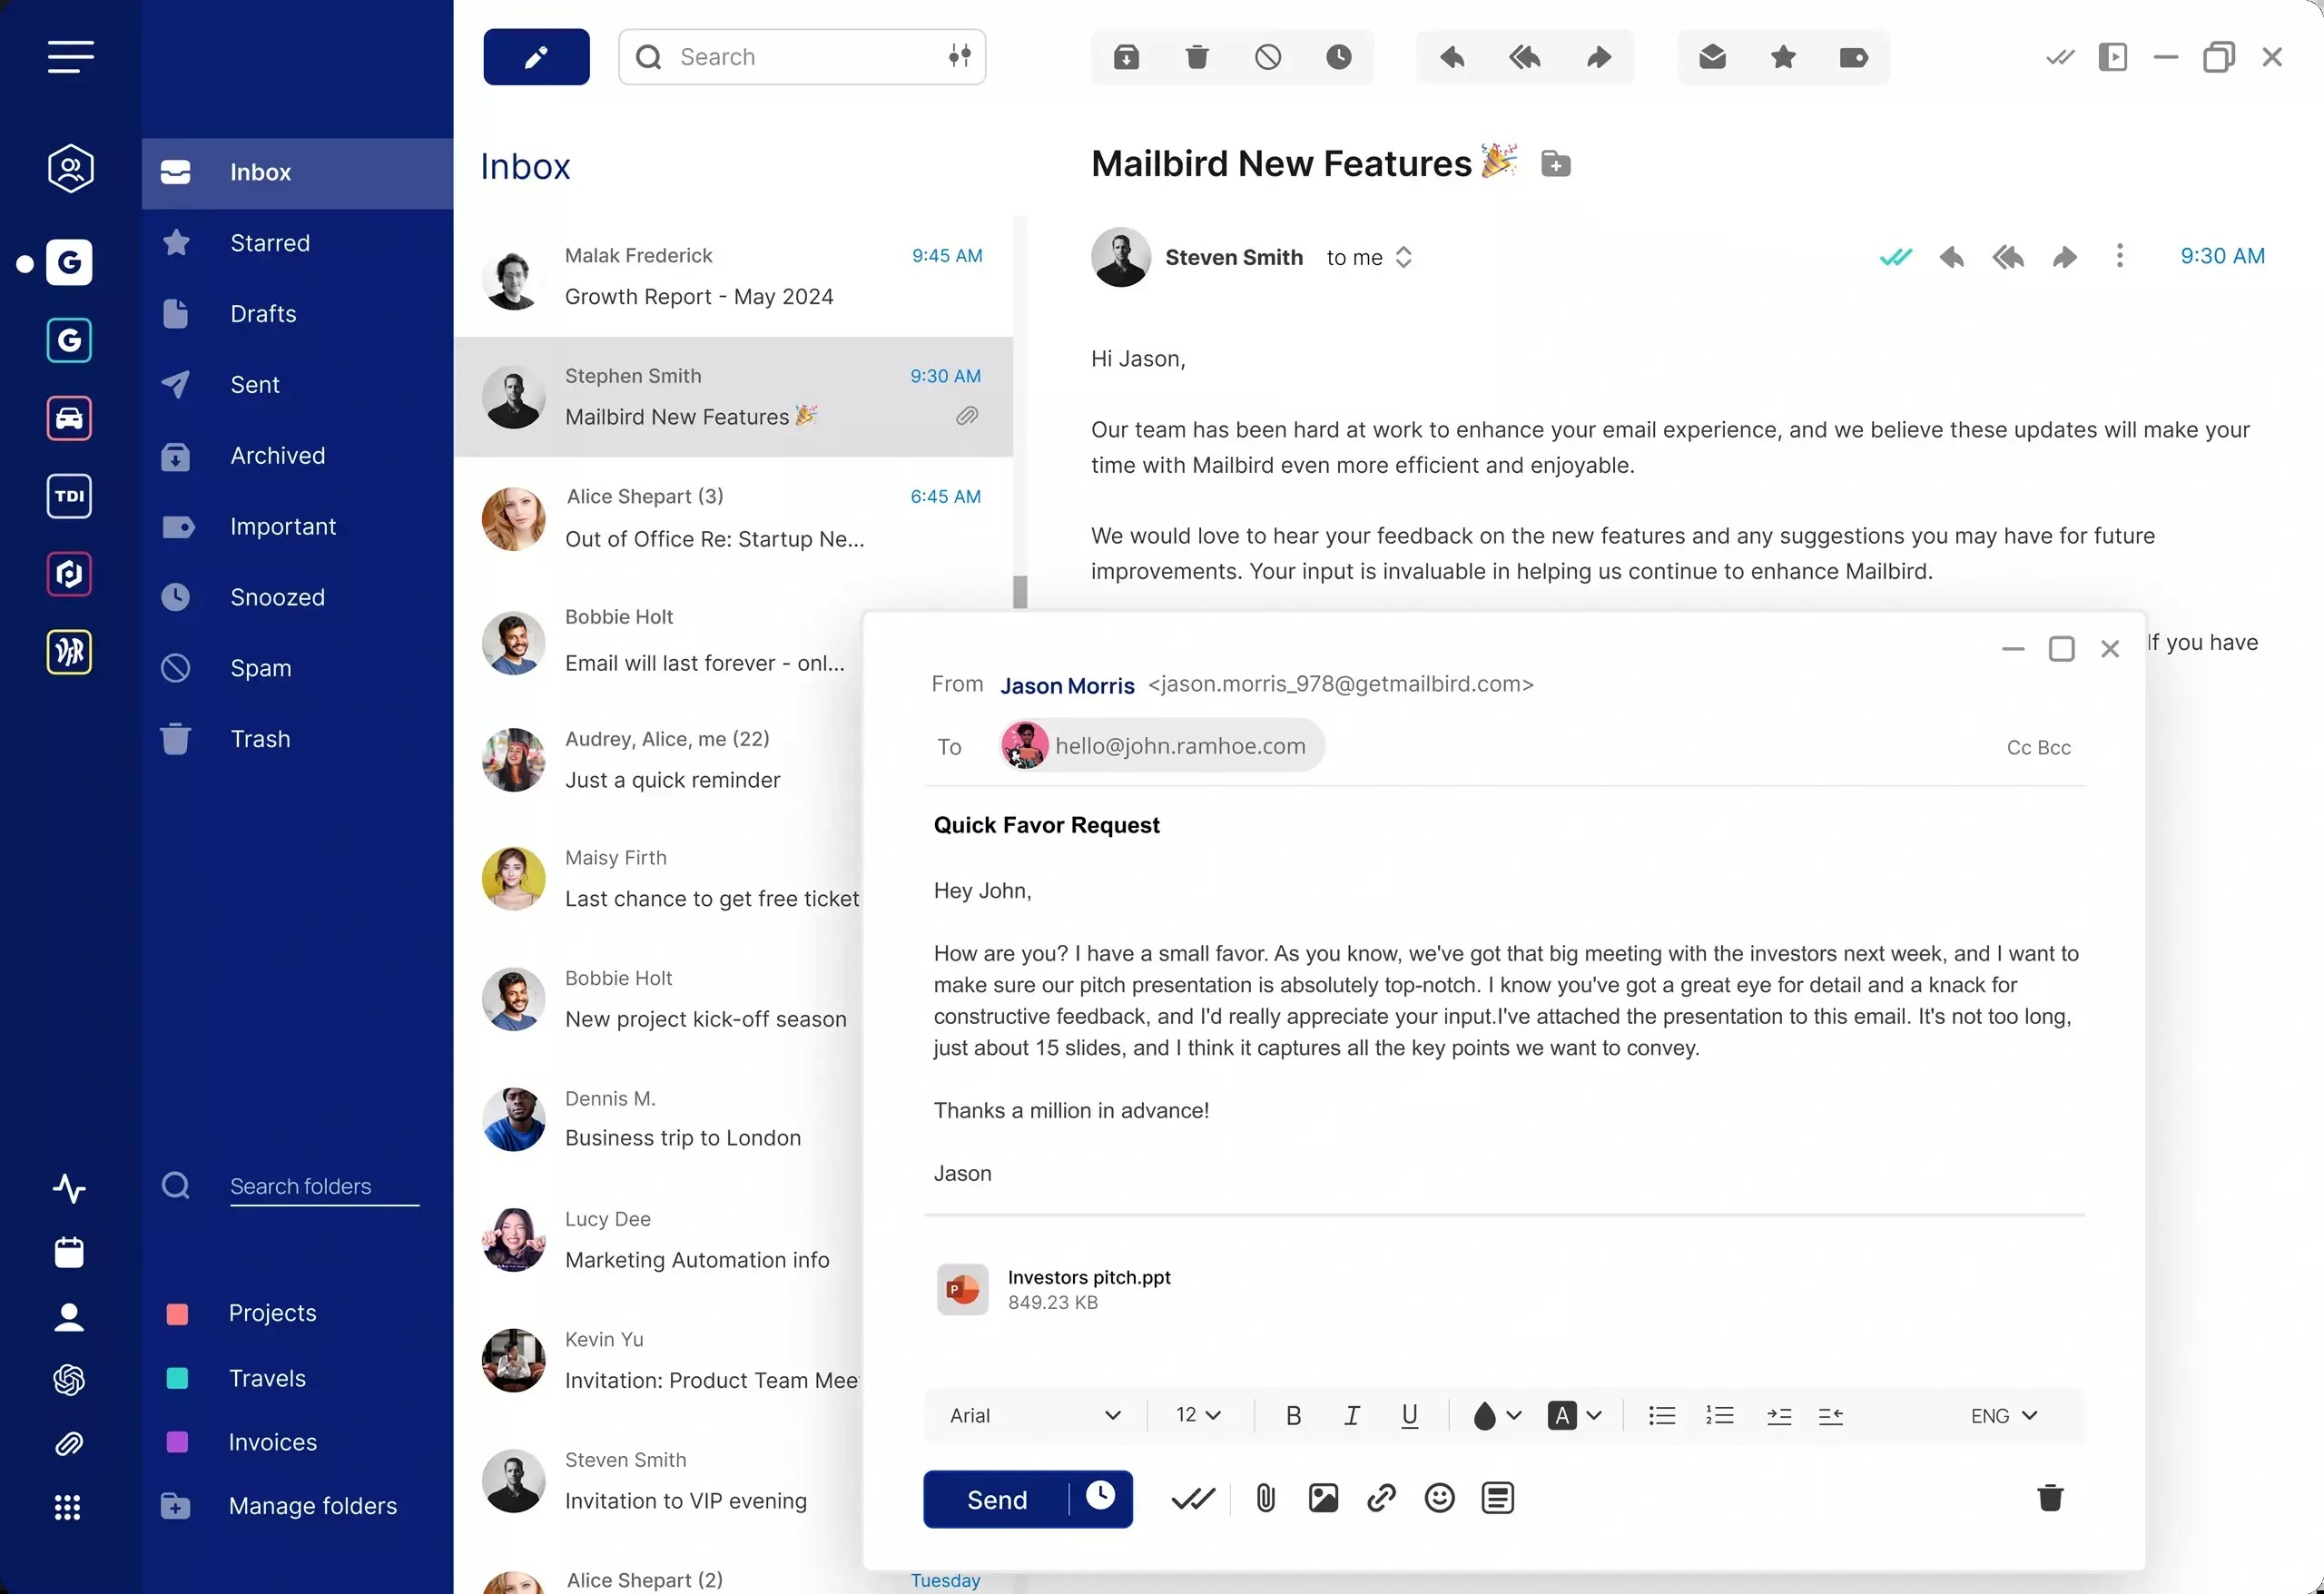 Search
Inbox
Starred
Drafts
Sent
Archived
Important
Snoozed
Spam
Trash
TDI
VfR
Search folders
Projects
Travels
Invoices
Manage folders
Inbox
Malak Frederick 9:45 AM
Growth Report - May 2024
Stephen Smith 9:30 AM
Mailbird New Features 🎉
Alice Shepart (3) 6:45 AM
Out of Office Re: Startup Ne...
Bobbie Holt
Email will last forever - onl...
Audrey, Alice, me (22)
Just a quick reminder
Maisy Firth
Last chance to get free ticket
Bobbie Holt
New project kick-off season
Dennis M.
Business trip to London
Lucy Dee
Marketing Automation info
Kevin Yu
Invitation: Product Team Mee
Steven Smith
Invitation to VIP evening
Alice Shepart (2) Tuesday
Mailbird New Features 🎉
Steven Smith to me 9:30 AM
Hi Jason,
Our team has been hard at work to enhance your email experience, and we believe these updates will make your
time with Mailbird even more efficient and enjoyable.
We would love to hear your feedback on the new features and any suggestions you may have for future
improvements. Your input is invaluable in helping us continue to enhance Mailbird.
If you have
From Jason Morris <jason.morris_978@getmailbird.com>
To hello@john.ramhoe.com Cc Bcc
Quick Favor Request
Hey John,
How are you? I have a small favor. As you know, we've got that big meeting with the investors next week, and I want to
make sure our pitch presentation is absolutely top-notch. I know you've got a great eye for detail and a knack for
constructive feedback, and I'd really appreciate your input.I've attached the presentation to this email. It's not too long,
just about 15 slides, and I think it captures all the key points we want to convey.
Thanks a million in advance!
Jason
Investors pitch.ppt
849.23 KB
Arial 12 B I U A ENG
Send